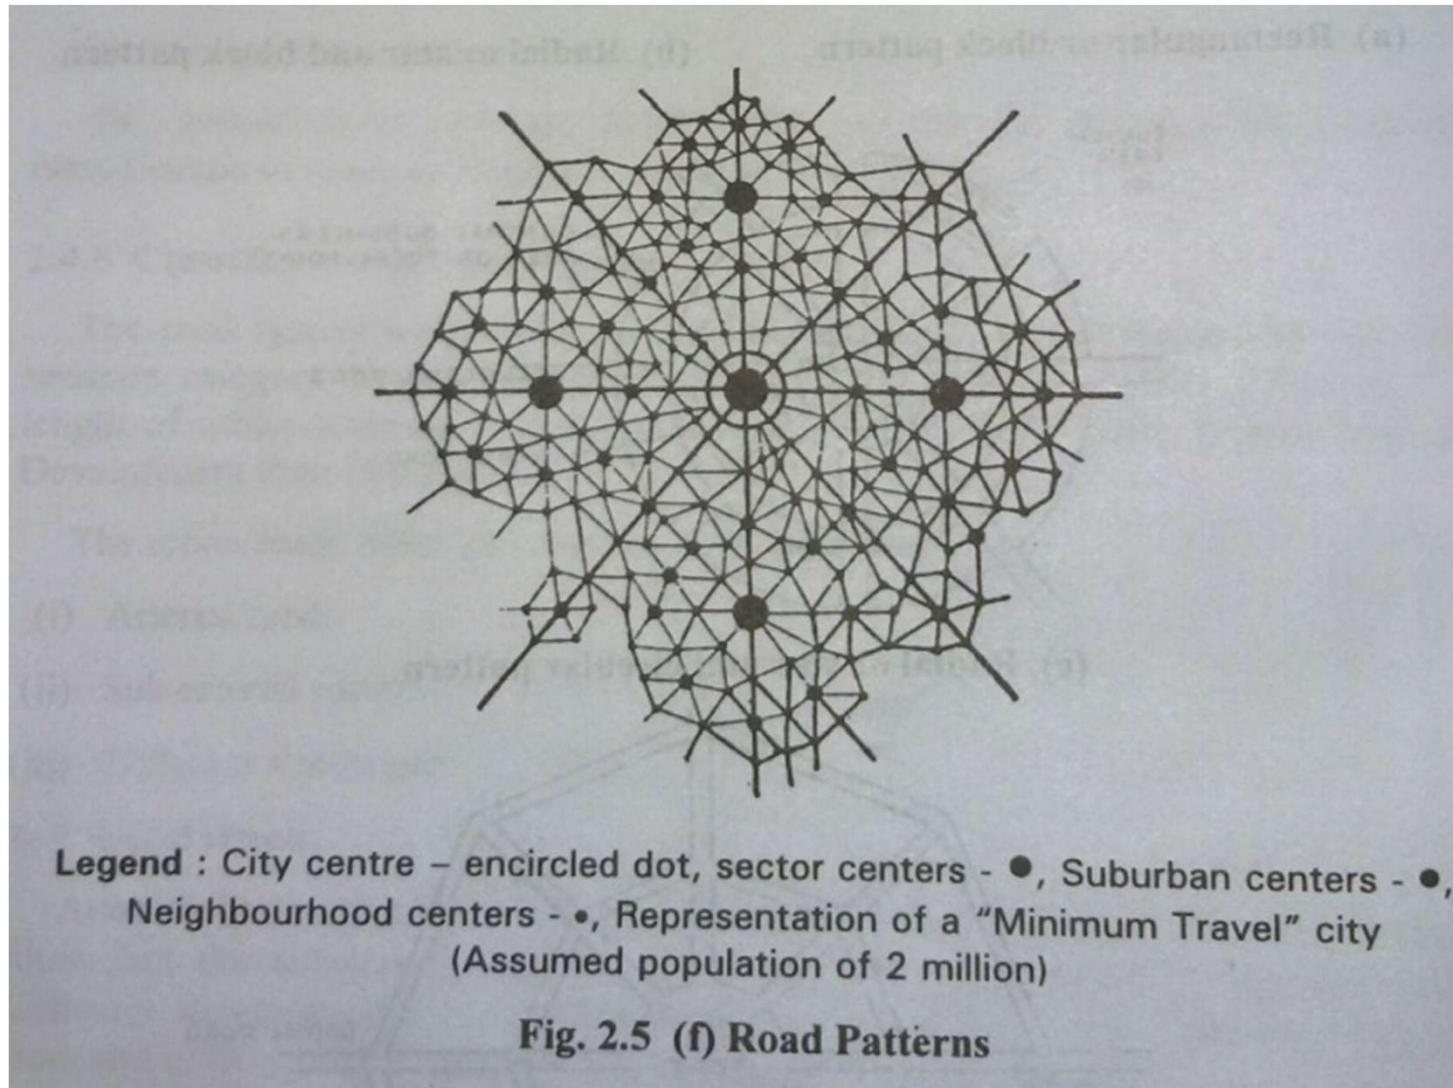 Legend : City centre – encircled dot, sector centers - ●, Suburban centers - ●,
Neighbourhood centers - •, Representation of a “Minimum Travel” city
(Assumed population of 2 million)
Fig. 2.5 (f) Road Patterns